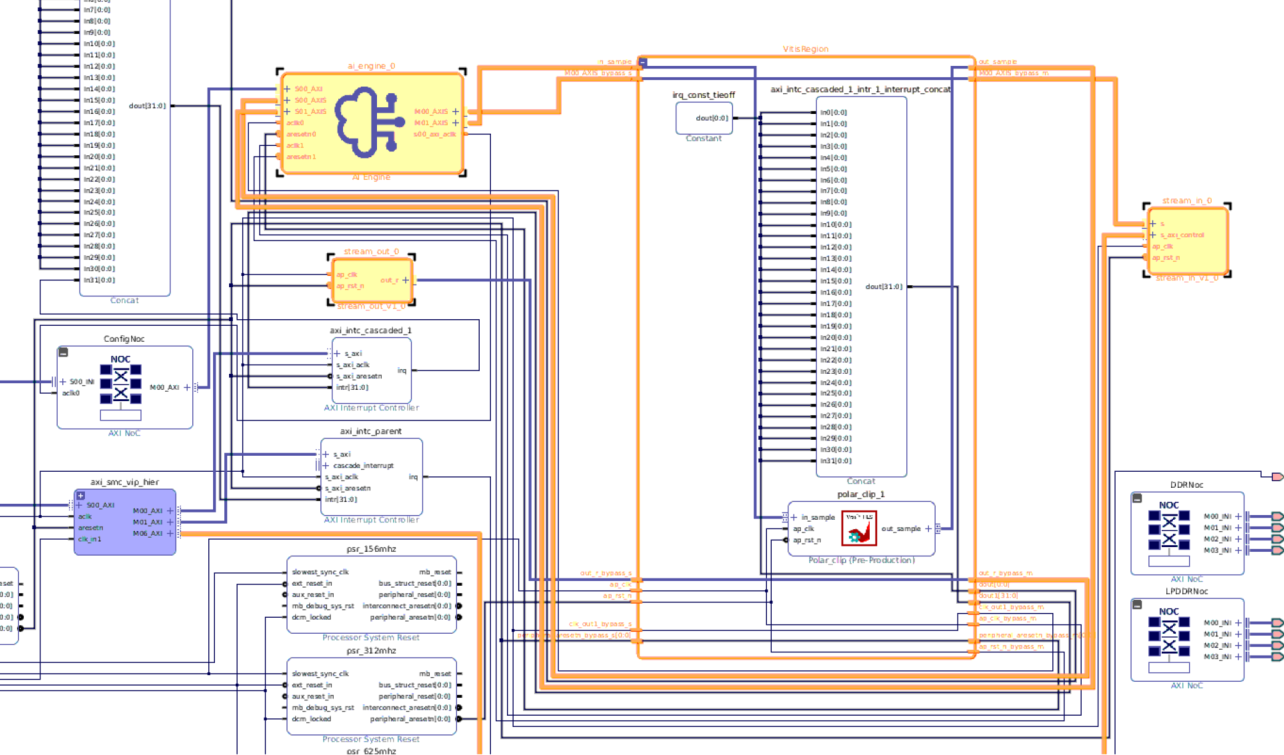 In7[0:0]
In8[0:0]
In9[0:0]
In10[0:0]
In11[0:0]
In12[0:0]
In13[0:0]
In14[0:0]
In15[0:0]
In16[0:0]
In17[0:0]
In18[0:0]
In19[0:0]
In20[0:0]
In21[0:0]
In22[0:0]
In23[0:0]
In24[0:0]
In25[0:0]
In26[0:0]
In27[0:0]
In28[0:0]
In29[0:0]
In30[0:0]
In31[0:0]
dout[31:0]
Concat
ai_engine_0
S00_AXI
S00_AXIS
S01_AXIS
aclk0
aresetn0
aclk1
aresetn1
M00_AXIS
M01_AXIS
s00_axi_aclk
AI Engine
stream_out_0
ap_clk
ap_rst_n
out_r
stream_out_v1_0
ConfigNoc
NOC
S00_INI
aclk0
M00_AXI
AXI NoC
axi_intc_cascaded_1
s_axi
s_axi_aclk
s_axi_aresetn
intr[31:0]
irq
AXI Interrupt Controller
axi_intc_parent
s_axi
cascade_interrupt
s_axi_aclk
s_axi_aresetn
intr[31:0]
irq
AXI Interrupt Controller
axi_smc_vip_hier
S00_AXI
aclk
aresetn
clk_in1
M00_AXI
M01_AXI
M06_AXI
psr_156mhz
slowest_sync_clk
ext_reset_in
aux_reset_in
mb_debug_sys_rst
dcm_locked
mb_reset
bus_struct_reset[0:0]
peripheral_reset[0:0]
interconnect_aresetn[0:0]
peripheral_aresetn[0:0]
Processor System Reset
psr_312mhz
slowest_sync_clk
ext_reset_in
aux_reset_in
mb_debug_sys_rst
dcm_locked
mb_reset
bus_struct_reset[0:0]
peripheral_reset[0:0]
interconnect_aresetn[0:0]
peripheral_aresetn[0:0]
Processor System Reset
psr_625mhz
VitisRegion
in_sample
M00_AXIS_bypass_s
out_sample
M00_AXIS_bypass_m
irq_const_tieoff
dout[0:0]
Constant
axi_intc_cascaded_1_intr_1_interrupt_concat
In0[0:0]
In1[0:0]
In2[0:0]
In3[0:0]
In4[0:0]
In5[0:0]
In6[0:0]
In7[0:0]
In8[0:0]
In9[0:0]
In10[0:0]
In11[0:0]
In12[0:0]
In13[0:0]
In14[0:0]
In15[0:0]
In16[0:0]
In17[0:0]
In18[0:0]
In19[0:0]
In20[0:0]
In21[0:0]
In22[0:0]
In23[0:0]
In24[0:0]
In25[0:0]
In26[0:0]
In27[0:0]
In28[0:0]
In29[0:0]
In30[0:0]
In31[0:0]
dout[31:0]
Concat
polar_clip_1
in_sample
ap_clk
ap_rst_n
out_sample
Polar_clip (Pre-Production)
out_r_bypass_s
ap_clk
ap_rst_n
clk_out1_bypass_s
out_r_bypass_m
dout[0:0]
dout1[31:0]
clk_out1_bypass_m
ap_clk_bypass_m
ap_rst_n_bypass_m
stream_in_0
s
s_axi_control
ap_clk
ap_rst_n
stream_in_v1_0
DDRNoc
NOC
M00_INI
M01_INI
M02_INI
M03_INI
AXI NoC
LPDDRNoc
NOC
M00_INI
M01_INI
M02_INI
M03_INI
AXI NoC